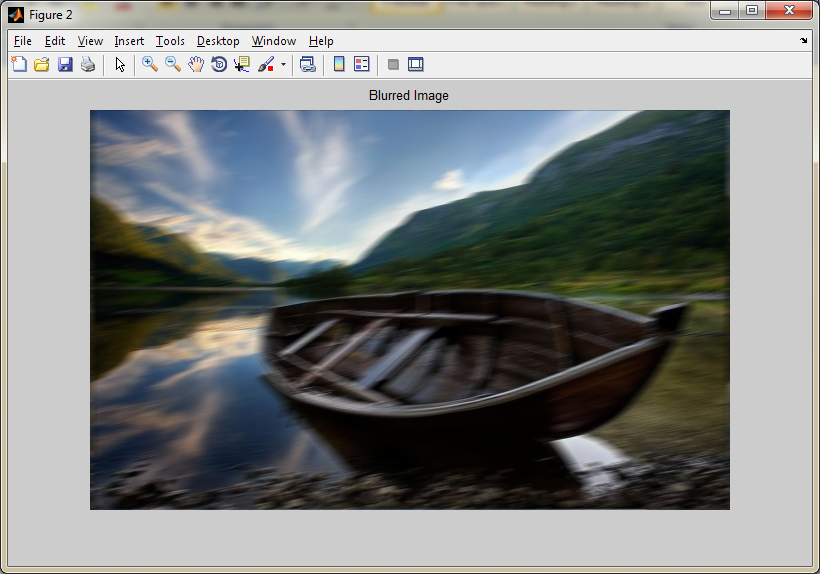 Figure 2
File Edit View Insert Tools Desktop Window Help
Blurred Image